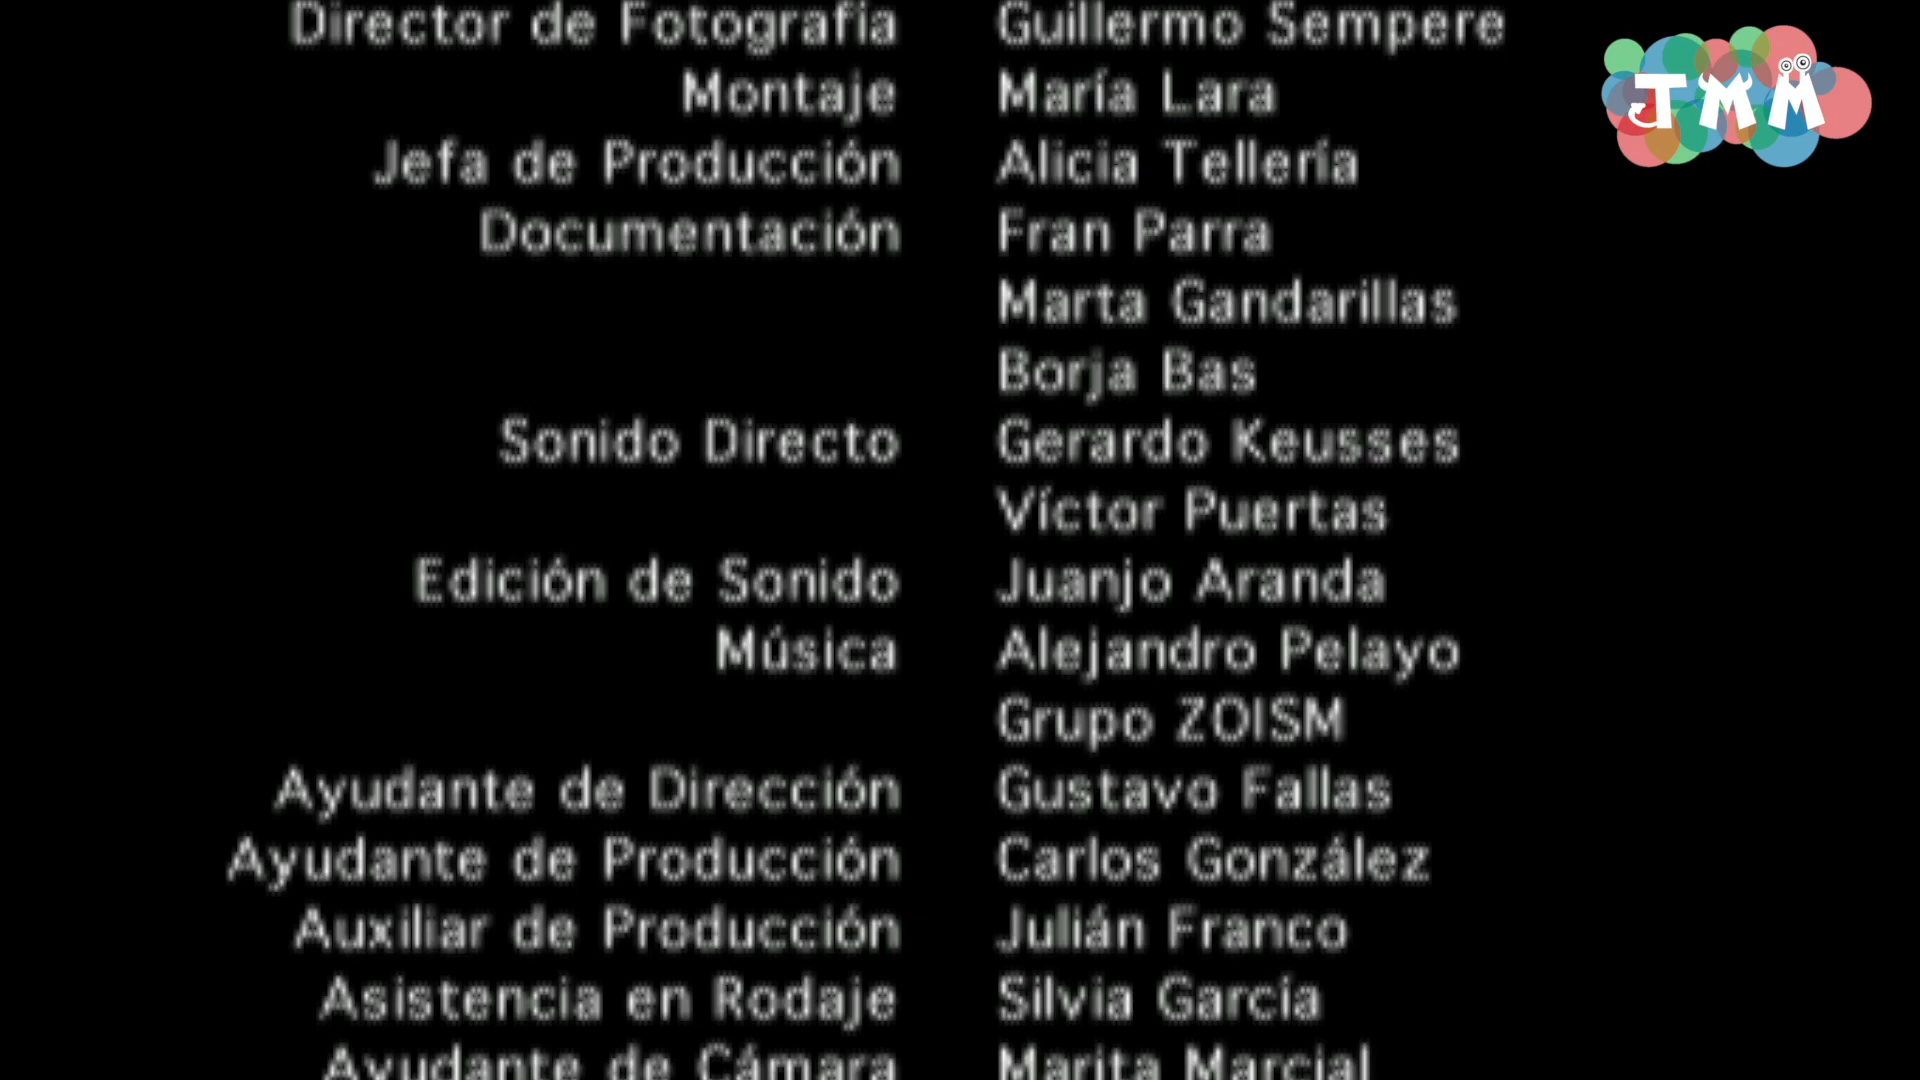 Director de Fotografía Guillermo Sempere
Montaje María Lara
Jefa de Producción Alicia Tellería
Documentación Fran Parra
Marta Gandarillas
Borja Bas
Sonido Directo Gerardo Keusses
Víctor Puertas
Edición de Sonido Juanjo Aranda
Música Alejandro Pelayo
Grupo ZOISM
Ayudante de Dirección Gustavo Fallas
Ayudante de Producción Carlos González
Auxiliar de Producción Julián Franco
Asistencia en Rodaje Silvia García
Ayudante de Cámara Marita Marcial
TMM